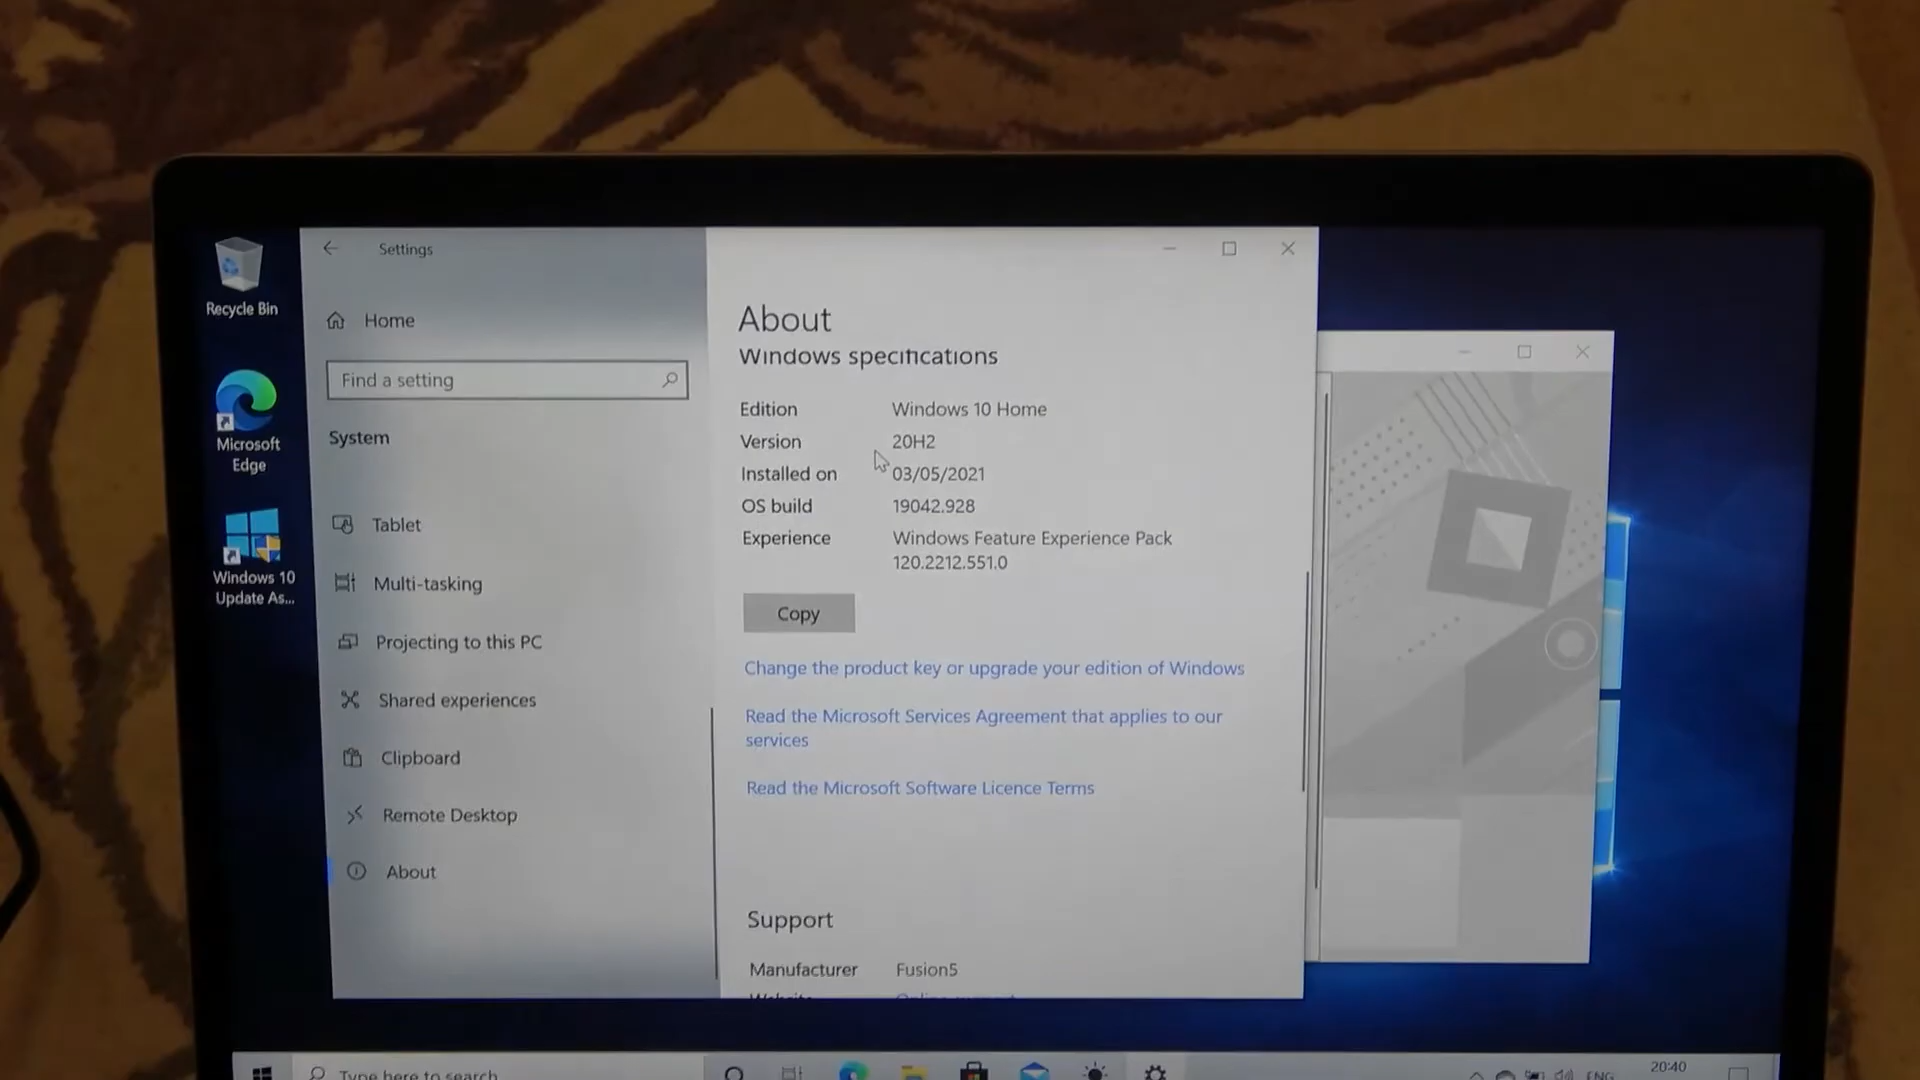 Recycle Bin
Microsoft
Edge
Windows 10
Update As...
Settings
Home
Find a setting
System
Tablet
Multi-tasking
Projecting to this PC
Shared experiences
Clipboard
Remote Desktop
About
About
Windows specifications
Edition Windows 10 Home
Version 20H2
Installed on 03/05/2021
OS build 19042.928
Experience Windows Feature Experience Pack
120.2212.551.0
Copy
Change the product key or upgrade your edition of Windows
Read the Microsoft Services Agreement that applies to our
services
Read the Microsoft Software Licence Terms
Support
Manufacturer Fusion5
Website Online support
Type here to search
ENG
20:40